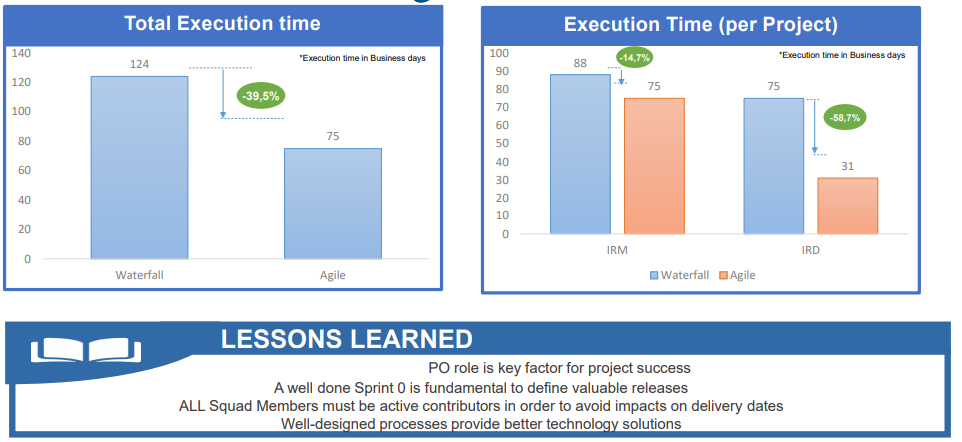 Total Execution time
*Execution time in Business days
140
120
100
80
60
40
20
0
124
-39,5%
75
Waterfall
Agile
Execution Time (per Project)
*Execution time in Business days
100
90
80
70
60
50
40
30
20
10
0
88
-14,7%
75
75
-58,7%
31
IRM
IRD
Waterfall
Agile
LESSONS LEARNED
PO role is key factor for project success
A well done Sprint 0 is fundamental to define valuable releases
ALL Squad Members must be active contributors in order to avoid impacts on delivery dates
Well-designed processes provide better technology solutions